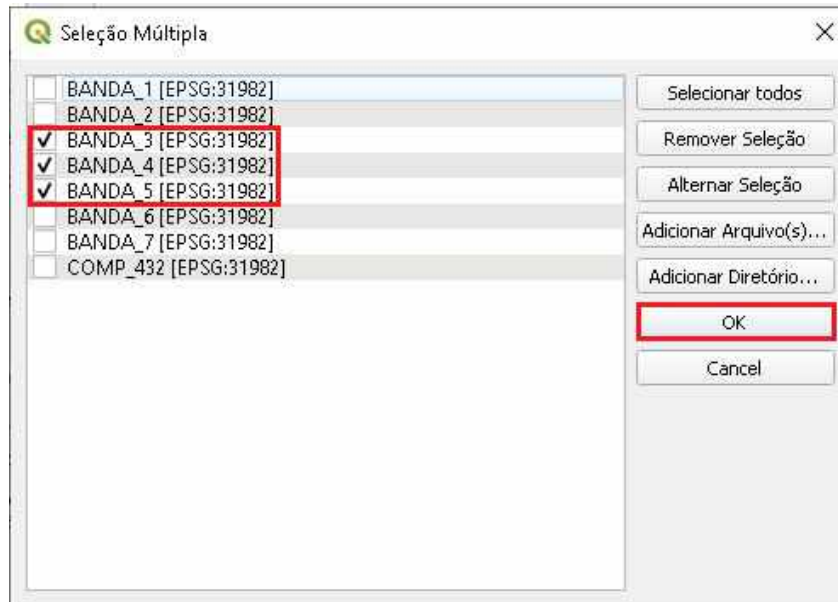 Seleção Múltipla
BANDA_1 [EPSG:31982]
BANDA_2 [EPSG:31982]
BANDA_3 [EPSG:31982]
BANDA_4 [EPSG:31982]
BANDA_5 [EPSG:31982]
BANDA_6 [EPSG:31982]
BANDA_7 [EPSG:31982]
COMP_432 [EPSG:31982]
Selecionar todos
Remover Seleção
Alternar Seleção
Adicionar Arquivo(s)...
Adicionar Diretório...
OK
Cancel